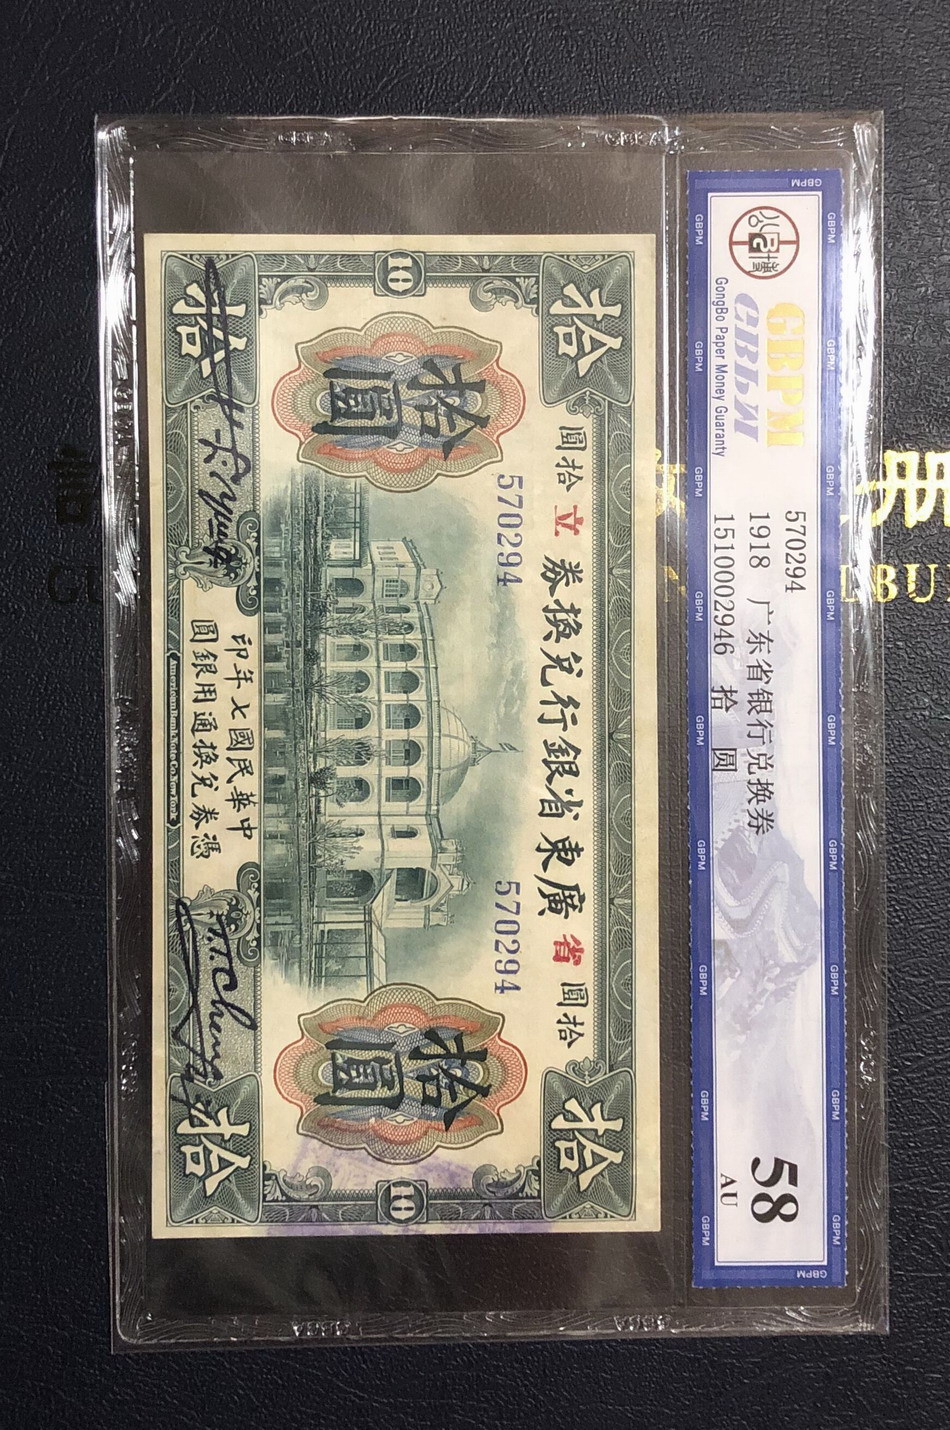 GBPM
GBPM
GongBo Paper Money Guaranty
570294
1918 广东省银行兑换券
1510002946 拾圆
58
AU
拾
10
拾
圓拾
立
券換兌行銀省東廣
省
圓拾
570294
570294
拾圓
拾圓
印年七國民華中
圓銀用通換兌券憑
American Bank Note Co. New York.
拾
10
拾